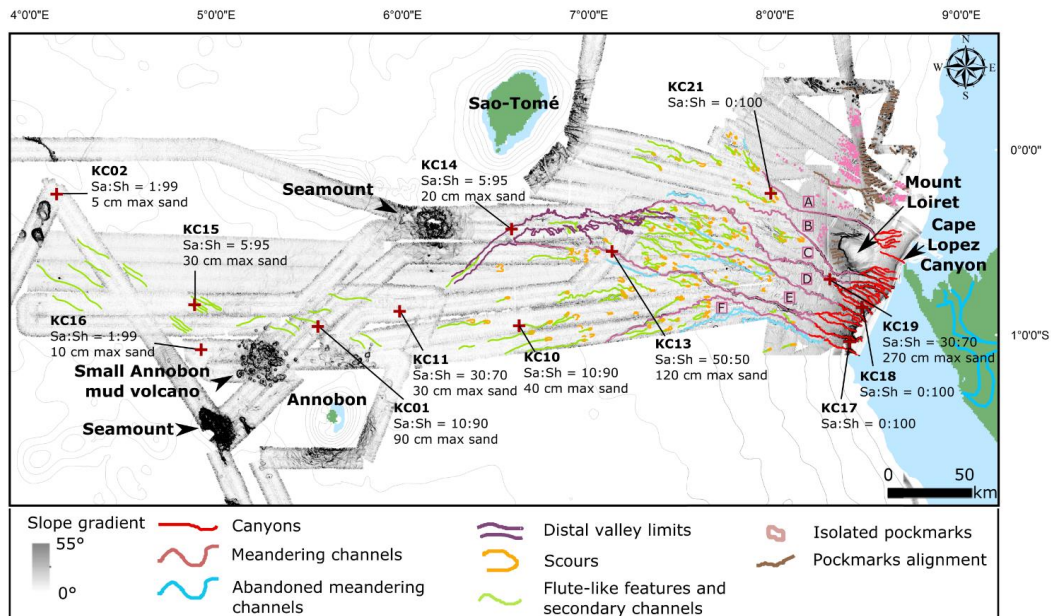 4°0'0"E 5°0'0"E 6°0'0"E 7°0'0"E 8°0'0"E 9°0'0"E
N
W E
S
Sao-Tomé
KC21
Sa:Sh = 0:100
0°0'0"
KC02
Sa:Sh = 1:99
5 cm max sand
Seamount
KC14
Sa:Sh = 5:95
20 cm max sand
Mount
Loiret
A
B
C
D
E
F
Cape
Lopez
Canyon
KC15
Sa:Sh = 5:95
30 cm max sand
KC16
Sa:Sh = 1:99
10 cm max sand
1°0'0"S
Small Annobon
mud volcano
Seamount
Annobon
KC01
Sa:Sh = 10:90
90 cm max sand
KC11
Sa:Sh = 30:70
30 cm max sand
KC10
Sa:Sh = 10:90
40 cm max sand
KC13
Sa:Sh = 50:50
120 cm max sand
KC19
Sa:Sh = 30:70
270 cm max sand
KC18
Sa:Sh = 0:100
KC17
Sa:Sh = 0:100
0 50
km
Slope gradient
55°
0°
Canyons
Meandering channels
Abandoned meandering
channels
Distal valley limits
Scours
Flute-like features and
secondary channels
Isolated pockmarks
Pockmarks alignment